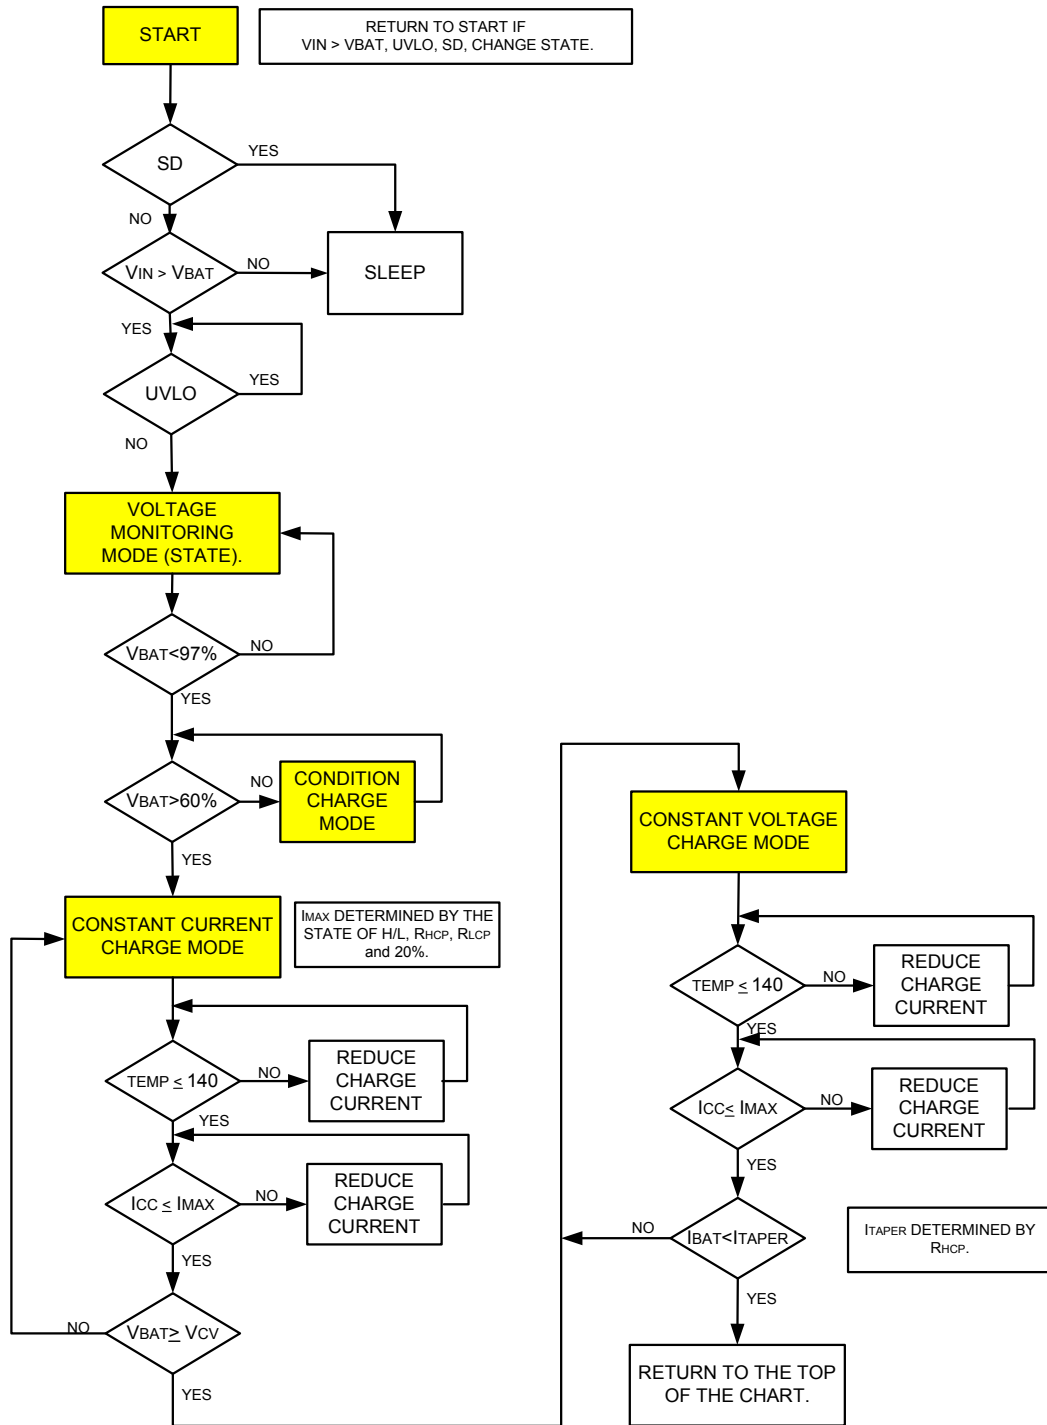 START
RETURN TO START IF
VIN > VBAT, UVLO, SD, CHANGE STATE.
SD
YES
NO
VIN > VBAT
NO
SLEEP
YES
UVLO
YES
NO
VOLTAGE
MONITORING
MODE (STATE).
VBAT<97%
NO
YES
VBAT>60%
NO
CONDITION
CHARGE
MODE
YES
CONSTANT CURRENT
CHARGE MODE
IMAX DETERMINED BY THE
STATE OF H/L, RHCP, RLCP
and 20%.
TEMP ≤ 140
NO
REDUCE
CHARGE
CURRENT
YES
ICC ≤ IMAX
NO
REDUCE
CHARGE
CURRENT
YES
VBAT ≥ VCV
NO
YES
CONSTANT VOLTAGE
CHARGE MODE
TEMP ≤ 140
NO
REDUCE
CHARGE
CURRENT
YES
ICC ≤ IMAX
NO
REDUCE
CHARGE
CURRENT
YES
IBAT<ITAPER
NO
ITAPER DETERMINED BY
RHCP.
YES
RETURN TO THE TOP
OF THE CHART.